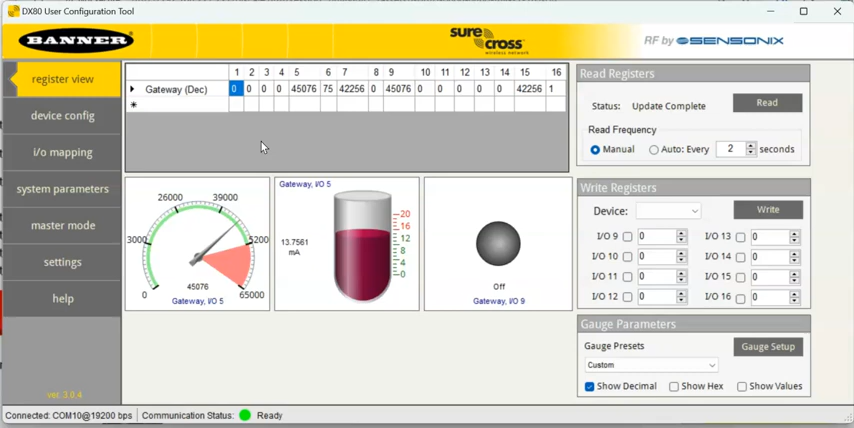 DX80 User Configuration Tool
BANNER
sure cross
wireless network
RF by SENSONIX
register view
device config
i/o mapping
system parameters
master mode
settings
help
ver. 3.0.4
1 2 3 4 5 6 7 8 9 10 11 12 13 14 15 16
Gateway (Dec) 0 0 0 0 45076 75 42256 0 45076 0 0 0 0 0 42256 1
26000 39000
3000 5200
0 65000
45076
Gateway, I/O 5
Gateway, I/O 5
13.7561
mA
20
16
12
8
4
0
Off
Gateway, I/O 9
Read Registers
Status: Update Complete Read
Read Frequency
Manual Auto: Every 2 seconds
Write Registers
Device: Write
I/O 9 0 I/O 13 0
I/O 10 0 I/O 14 0
I/O 11 0 I/O 15 0
I/O 12 0 I/O 16 0
Gauge Parameters
Gauge Presets Gauge Setup
Custom
Show Decimal Show Hex Show Values
Connected: COM10@19200 bps Communication Status: Ready